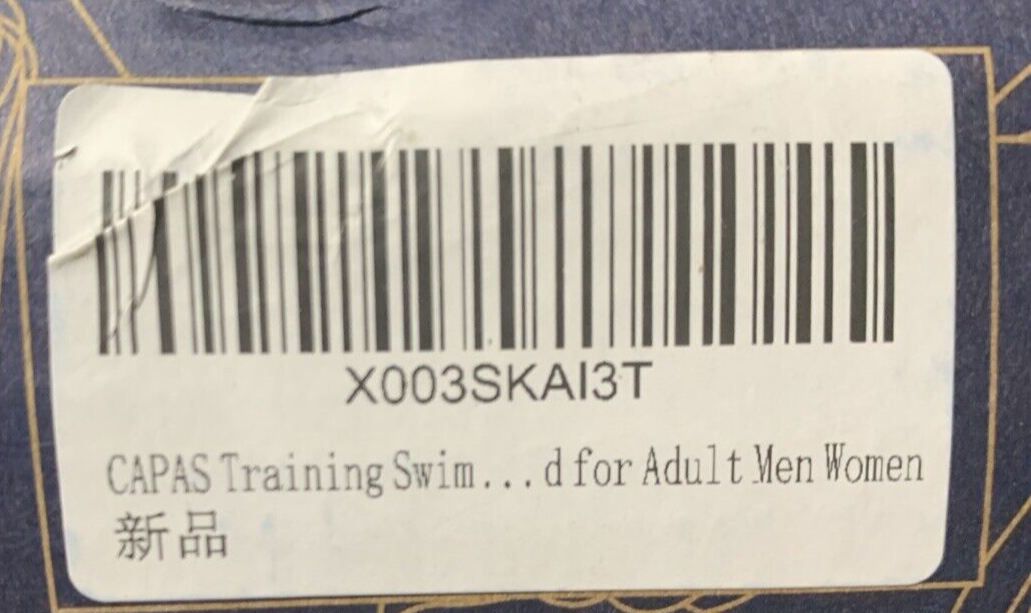 X003SKAI3T
CAPAS Training Swim...d for Adult Men Women
新品